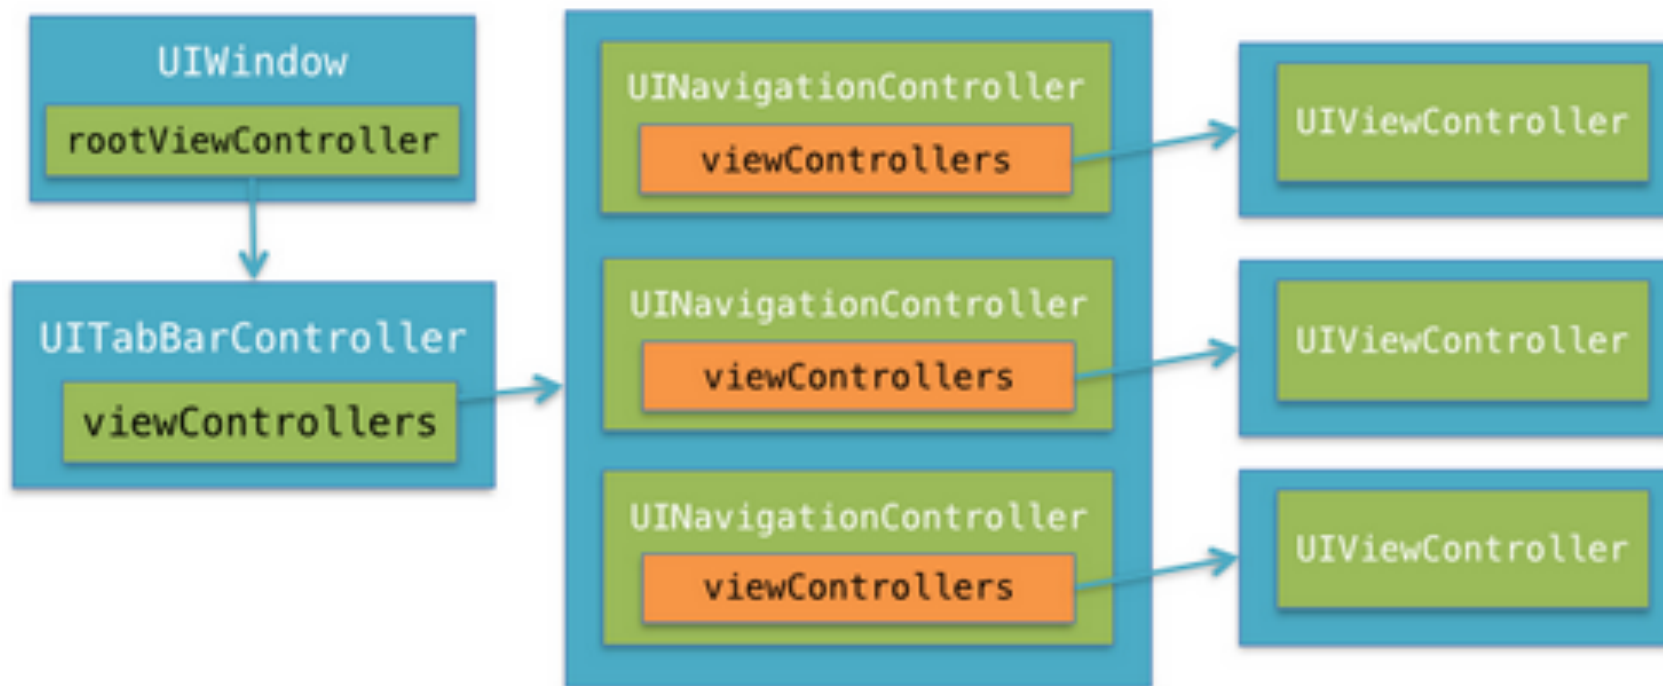 UIWindow
rootViewController
UITabBarController
viewControllers
UINavigationController
viewControllers
UINavigationController
viewControllers
UINavigationController
viewControllers
UIViewController
UIViewController
UIViewController